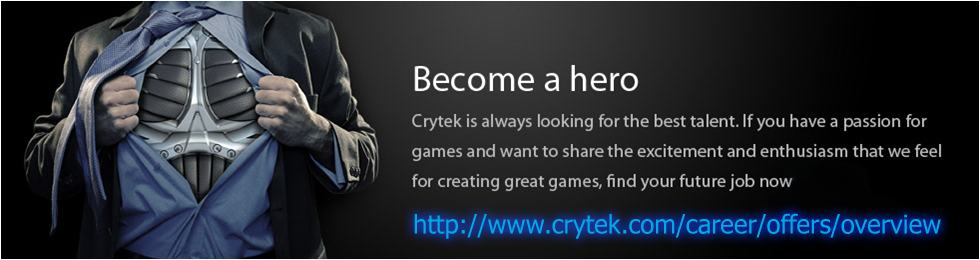 Become a hero
Crytek is always looking for the best talent. If you have a passion for
games and want to share the excitement and enthusiasm that we feel
for creating great games, find your future job now
http://www.crytek.com/career/offers/overview